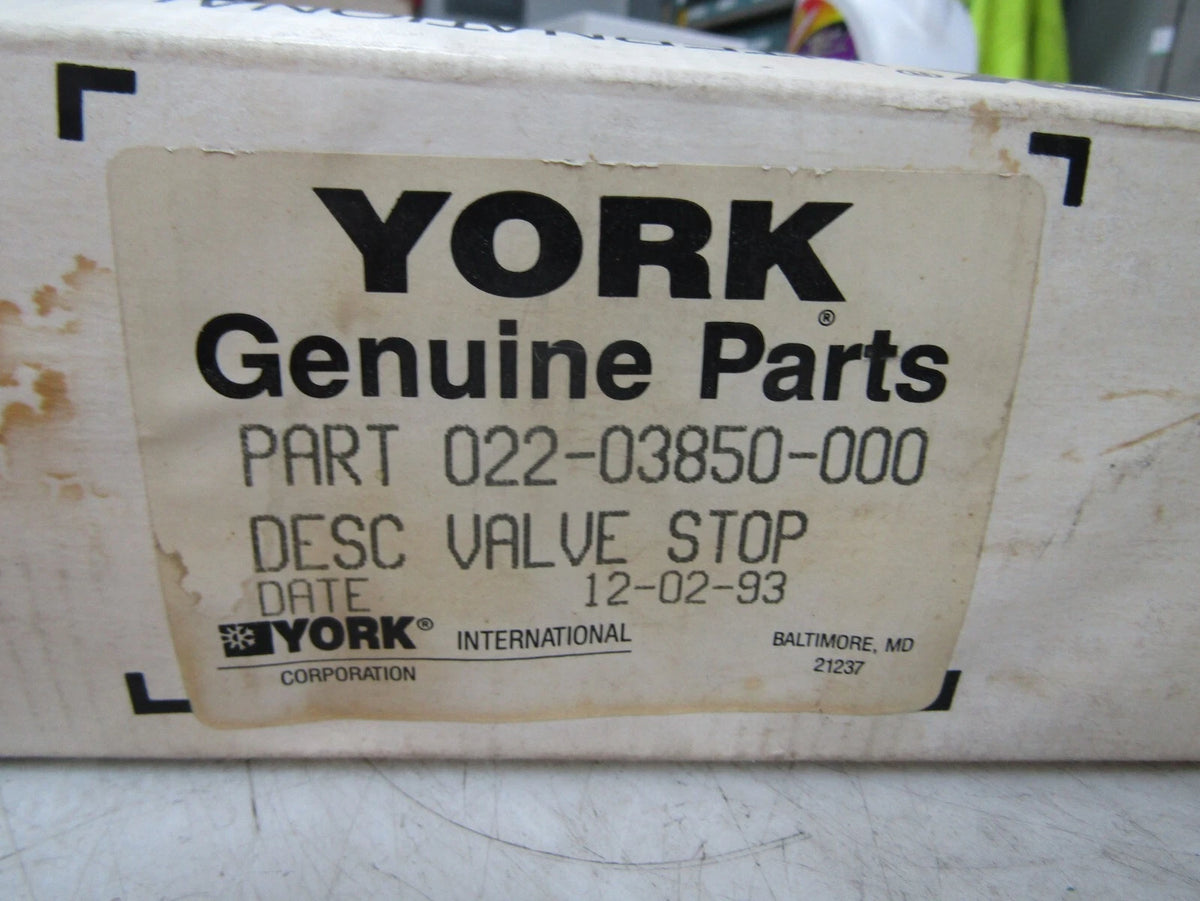 YORK®
Genuine Parts
PART 022-03850-000
DESC VALVE STOP
DATE 12-02-93
YORK® INTERNATIONAL
CORPORATION
BALTIMORE, MD
21237